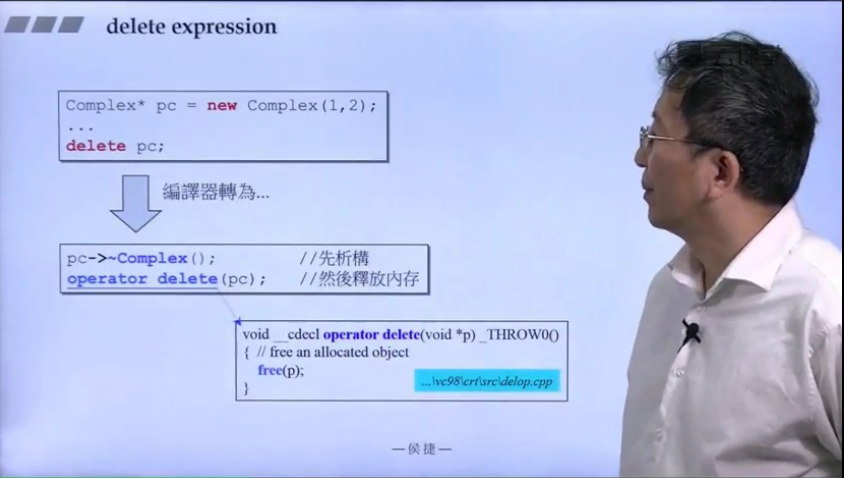 delete expression
Complex* pc = new Complex(1,2);
...
delete pc;
編譯器轉為...
pc->~Complex(); //先析構
operator delete(pc); //然後釋放內存
void __cdecl operator delete(void *p) _THROW0()
{ // free an allocated object
free(p);
...\vc98\crt\src\delop.cpp
}
—侯捷—